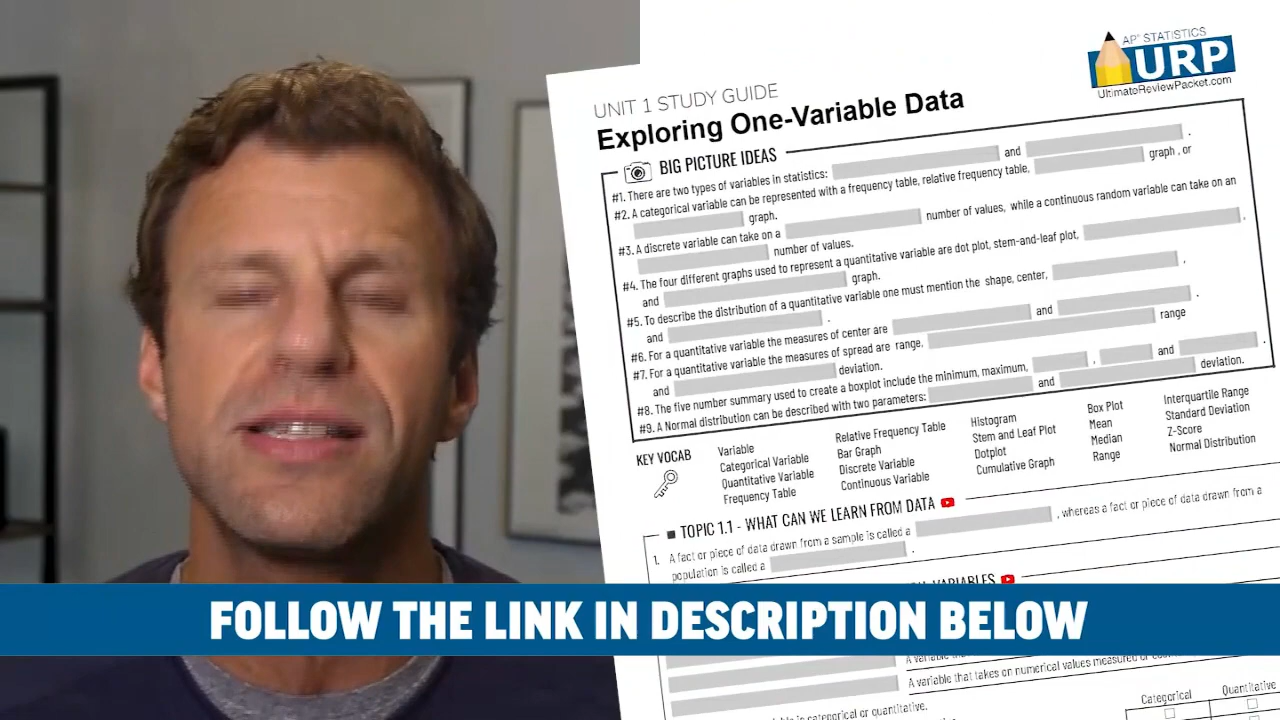 AP® STATISTICS
URP
UltimateReviewPacket.com
UNIT 1 STUDY GUIDE
Exploring One-Variable Data
BIG PICTURE IDEAS
#1. There are two types of variables in statistics: and .
#2. A categorical variable can be represented with a frequency table, relative frequency table, graph, or
graph.
#3. A discrete variable can take on a number of values, while a continuous random variable can take on an
number of values.
#4. The four different graphs used to represent a quantitative variable are dot plot, stem-and-leaf plot, ,
and graph.
#5. To describe the distribution of a quantitative variable one must mention the shape, center, ,
and .
#6. For a quantitative variable the measures of center are and .
#7. For a quantitative variable the measures of spread are range, range
and deviation.
#8. The five number summary used to create a boxplot include the minimum, maximum, , and .
#9. A Normal distribution can be described with two parameters: and deviation.
KEY VOCAB
Variable
Categorical Variable
Quantitative Variable
Frequency Table
Relative Frequency Table
Bar Graph
Discrete Variable
Continuous Variable
Histogram
Stem and Leaf Plot
Dotplot
Cumulative Graph
Box Plot
Mean
Median
Range
Interquartile Range
Standard Deviation
Z-Score
Normal Distribution
TOPIC 1.1 - WHAT CAN WE LEARN FROM DATA
1. A fact or piece of data drawn from a sample is called a , whereas a fact or piece of data drawn from a
population is called a .
VARIABLES
FOLLOW THE LINK IN DESCRIPTION BELOW
A variable that takes on numerical values measured or
in categorical or quantitative.
Categorical
Quantitative